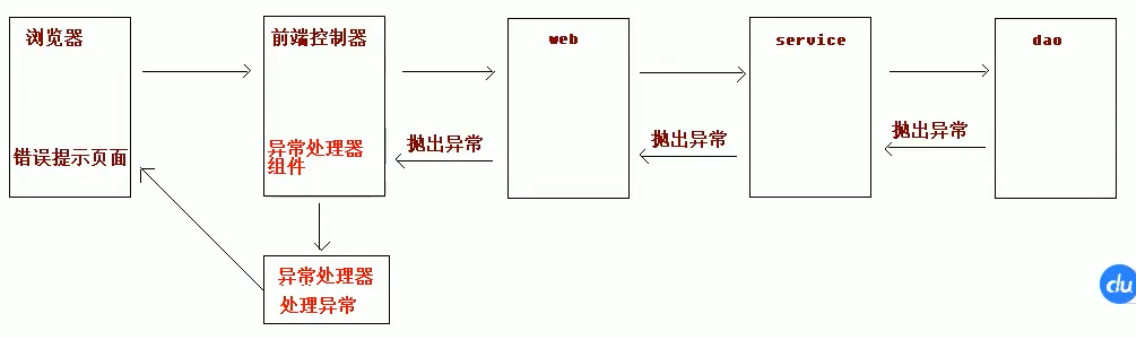 浏览器
前端控制器
web
service
dao
错误提示页面
异常处理器
组件
抛出异常
抛出异常
抛出异常
异常处理器
处理异常
du